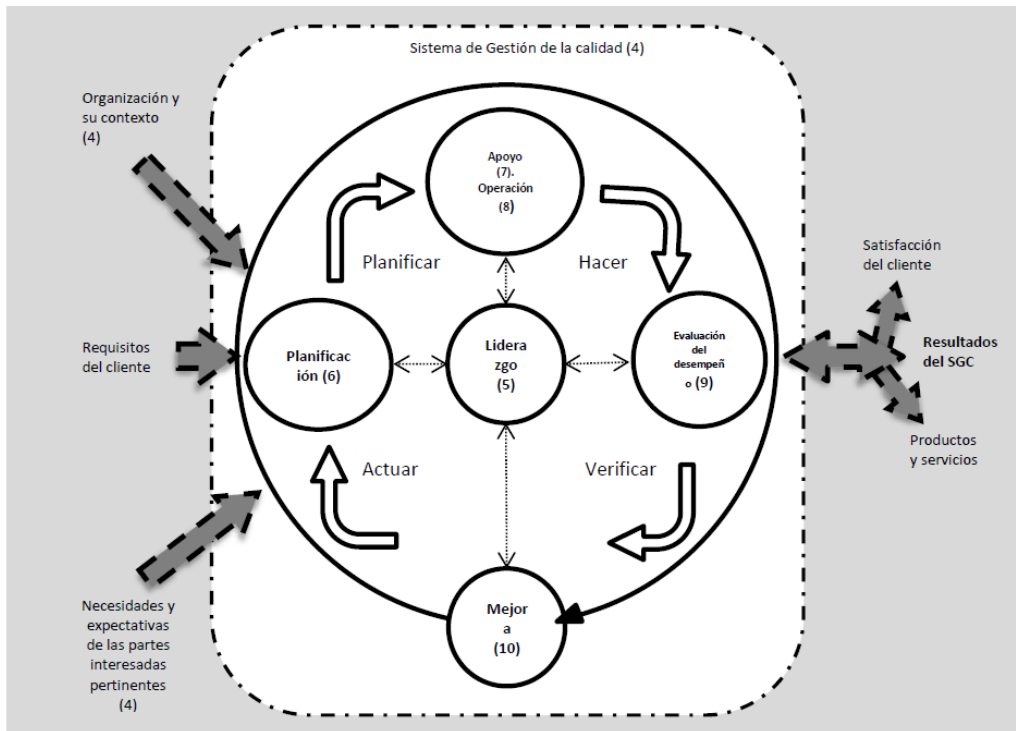 Sistema de Gestión de la calidad (4)
Organización y
su contexto
(4)
Apoyo
(7).
Operación
(8)
Planificar
Hacer
Satisfacción
del cliente
Requisitos
del cliente
Planificac
ión (6)
Lidera
zgo
(5)
Evaluación
del
desempeñ
o (9)
Resultados
del SGC
Productos
y servicios
Actuar
Verificar
Necesidades y
expectativas
de las partes
interesadas
pertinentes
(4)
Mejor
a
(10)